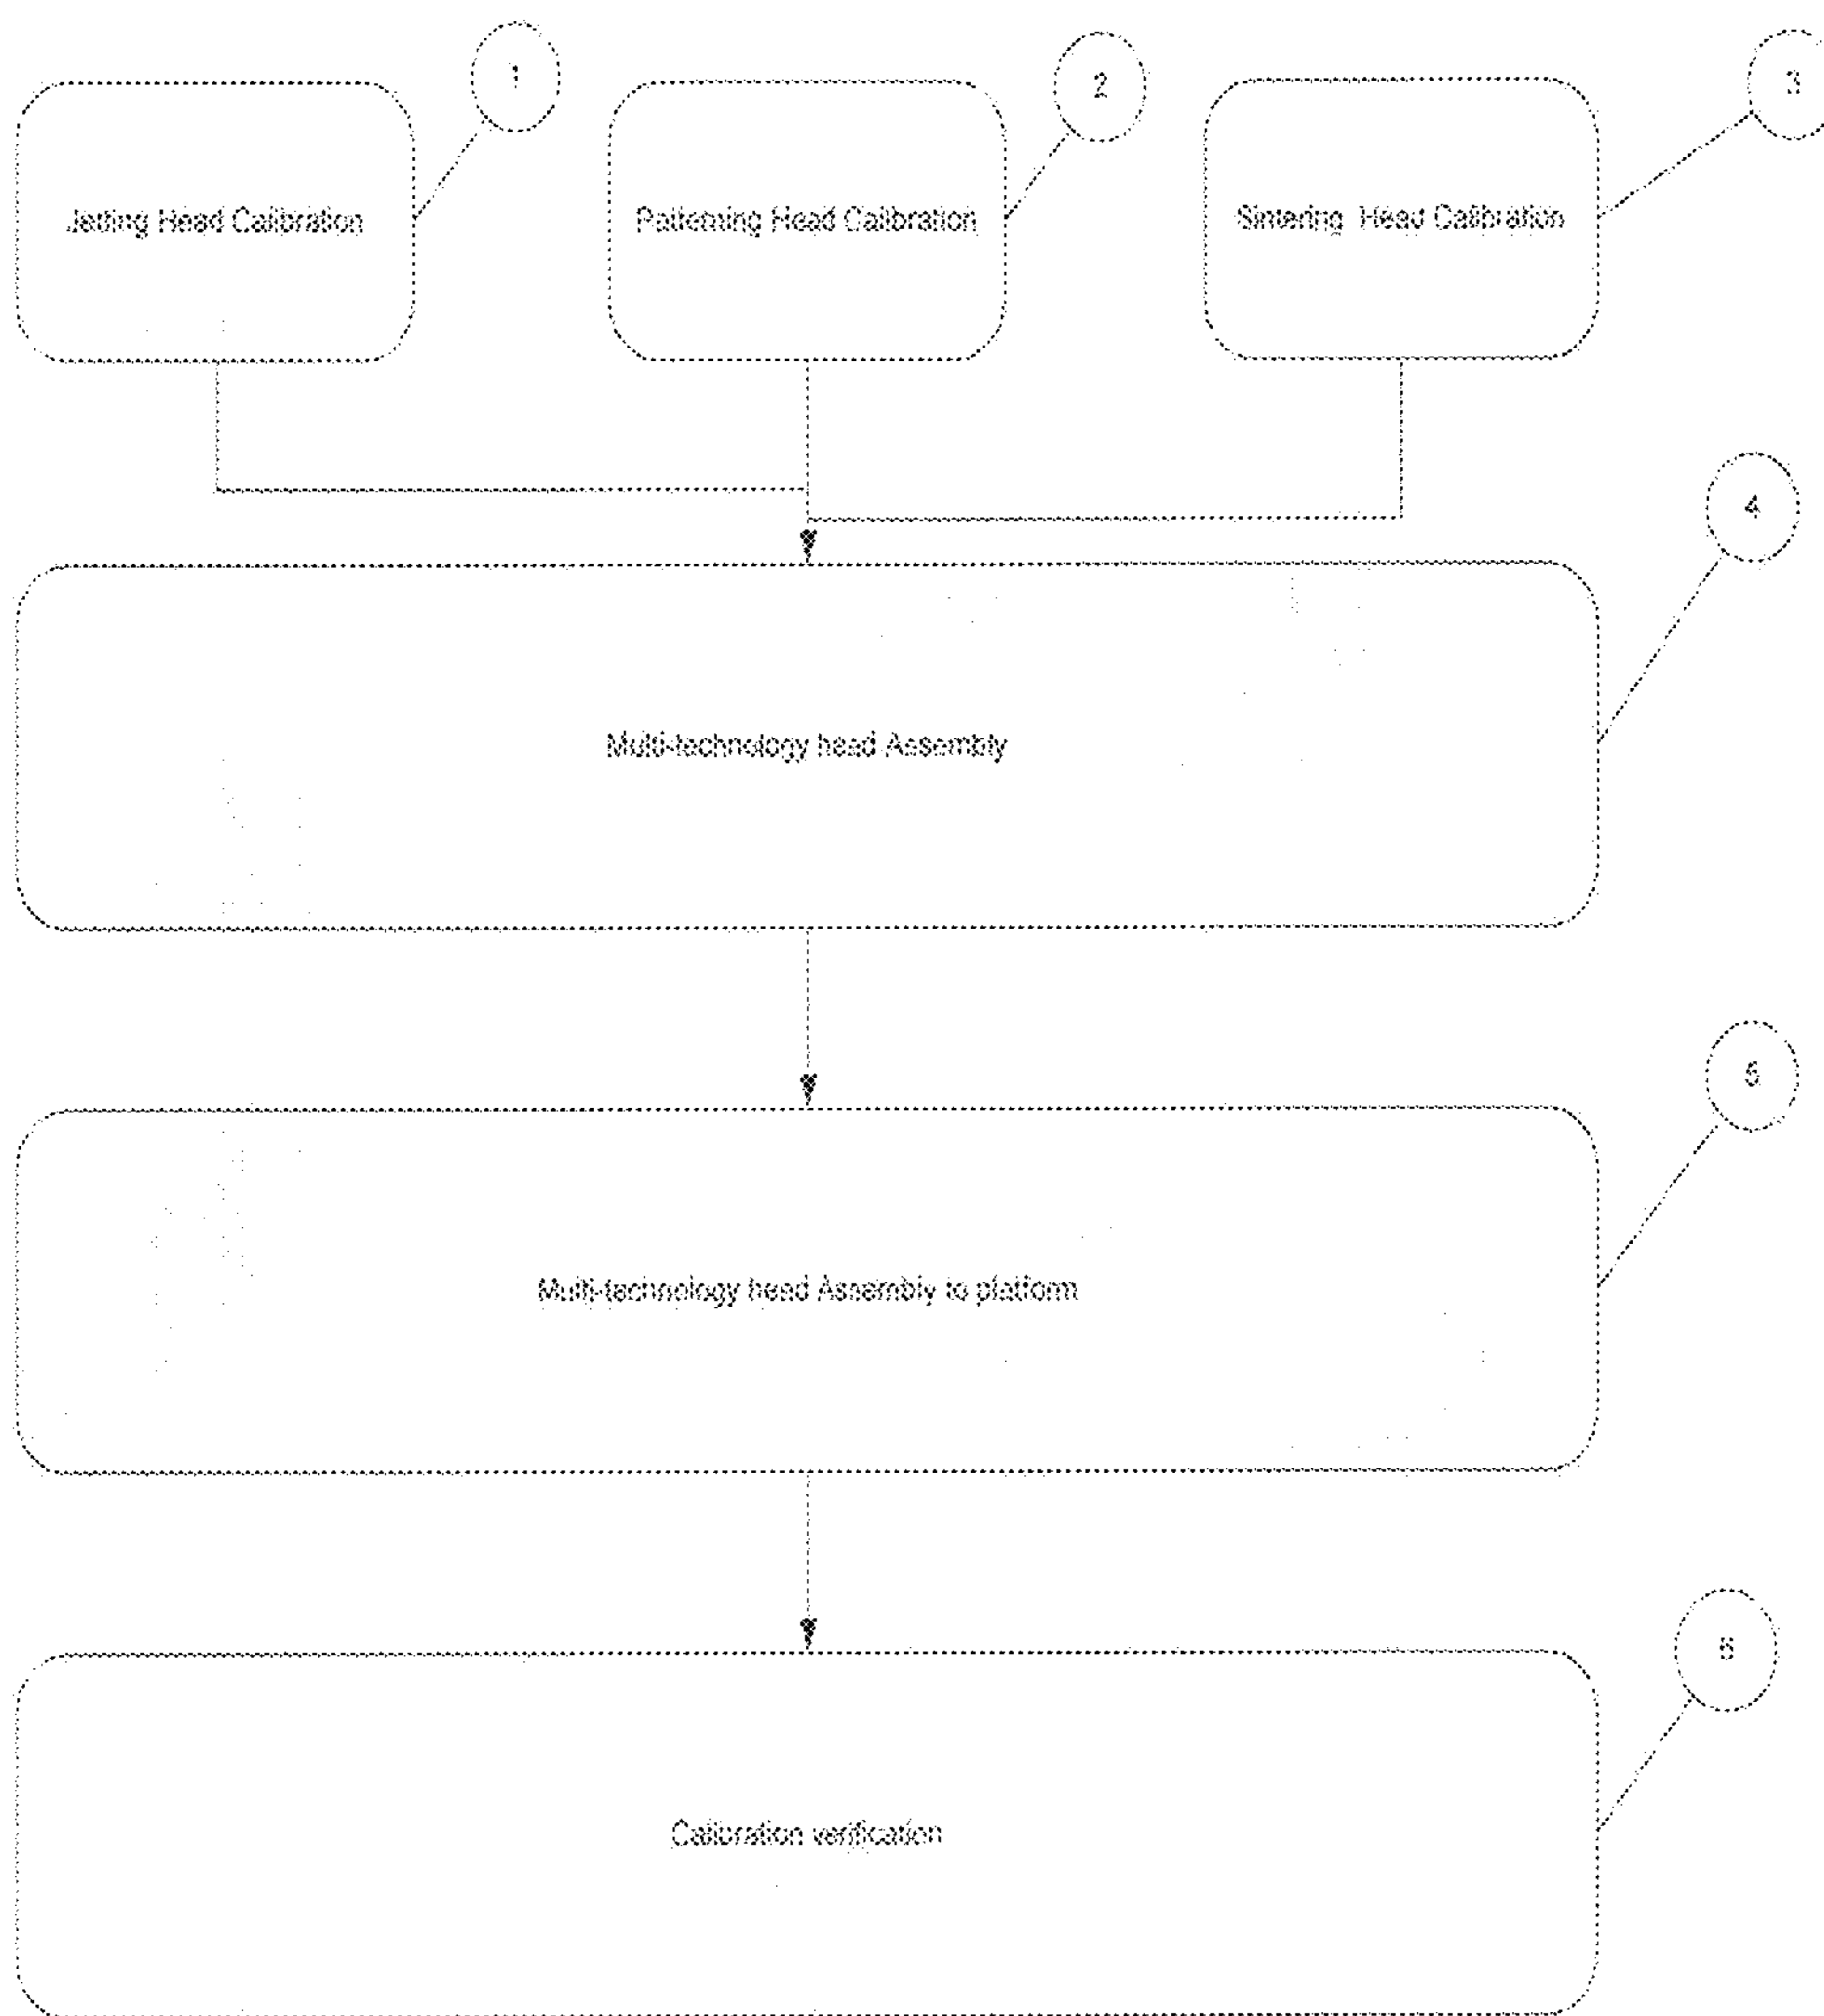 1
2
3
Jetting Head Calibration
Patterning Head Calibration
Sintering Head Calibration
4
Multi-technology head Assembly
5
Multi-technology head Assembly to platform
6
Calibration verification